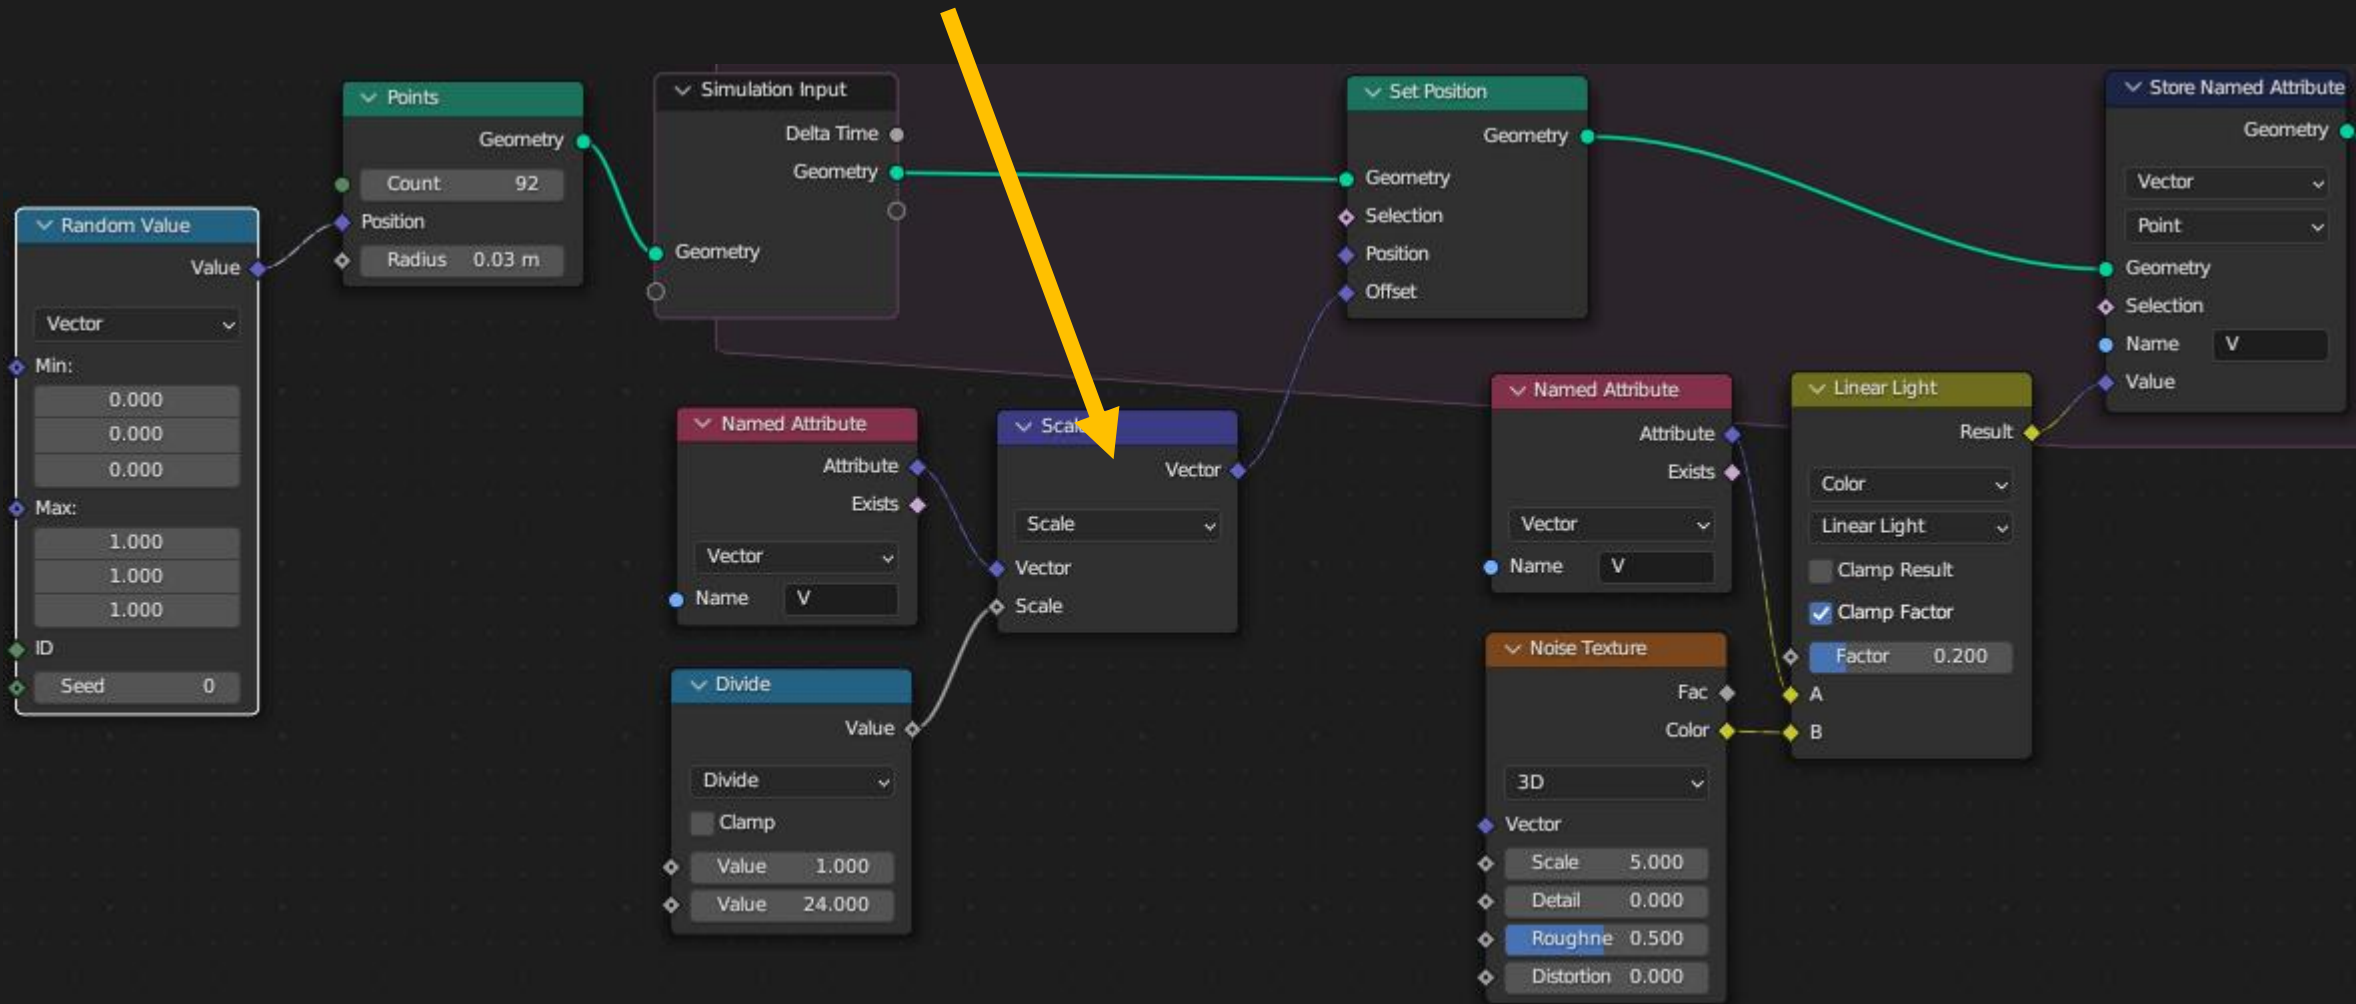 Random Value
Value
Vector
Min:
0.000
0.000
0.000
Max:
1.000
1.000
1.000
ID
Seed 0
Points
Geometry
Count 92
Position
Radius 0.03 m
Simulation Input
Delta Time
Geometry
Geometry
Named Attribute
Attribute
Exists
Vector
Name V
Divide
Value
Divide
Clamp
Value 1.000
Value 24.000
Scale
Vector
Scale
Vector
Scale
Set Position
Geometry
Geometry
Selection
Position
Offset
Named Attribute
Attribute
Exists
Vector
Name V
Noise Texture
Fac
Color
3D
Vector
Scale 5.000
Detail 0.000
Roughne 0.500
Distortion 0.000
Linear Light
Result
Color
Linear Light
Clamp Result
Clamp Factor
Factor 0.200
A
B
Store Named Attribute
Geometry
Vector
Point
Geometry
Selection
Name V
Value